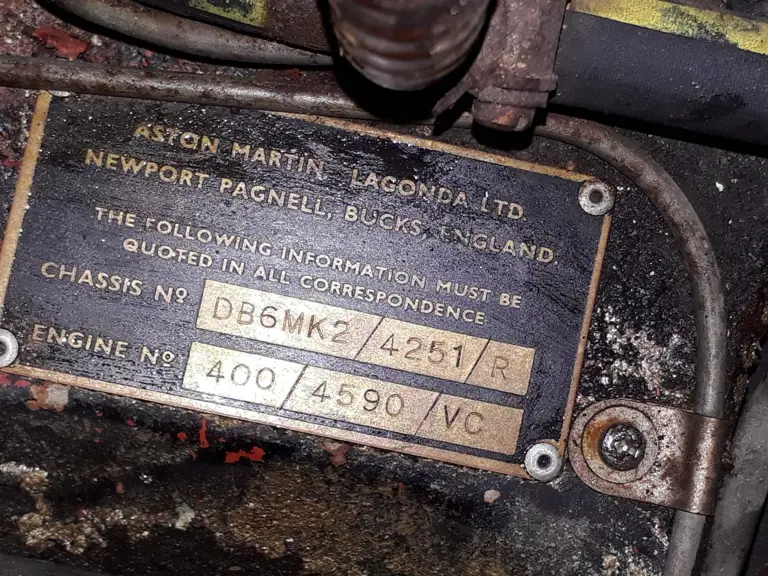 ASTON MARTIN LAGONDA LTD.
NEWPORT PAGNELL, BUCKS, ENGLAND.
THE FOLLOWING INFORMATION MUST BE
QUOTED IN ALL CORRESPONDENCE
CHASSIS Nº DB6MK2/4251/R
ENGINE Nº 400/4590/VC